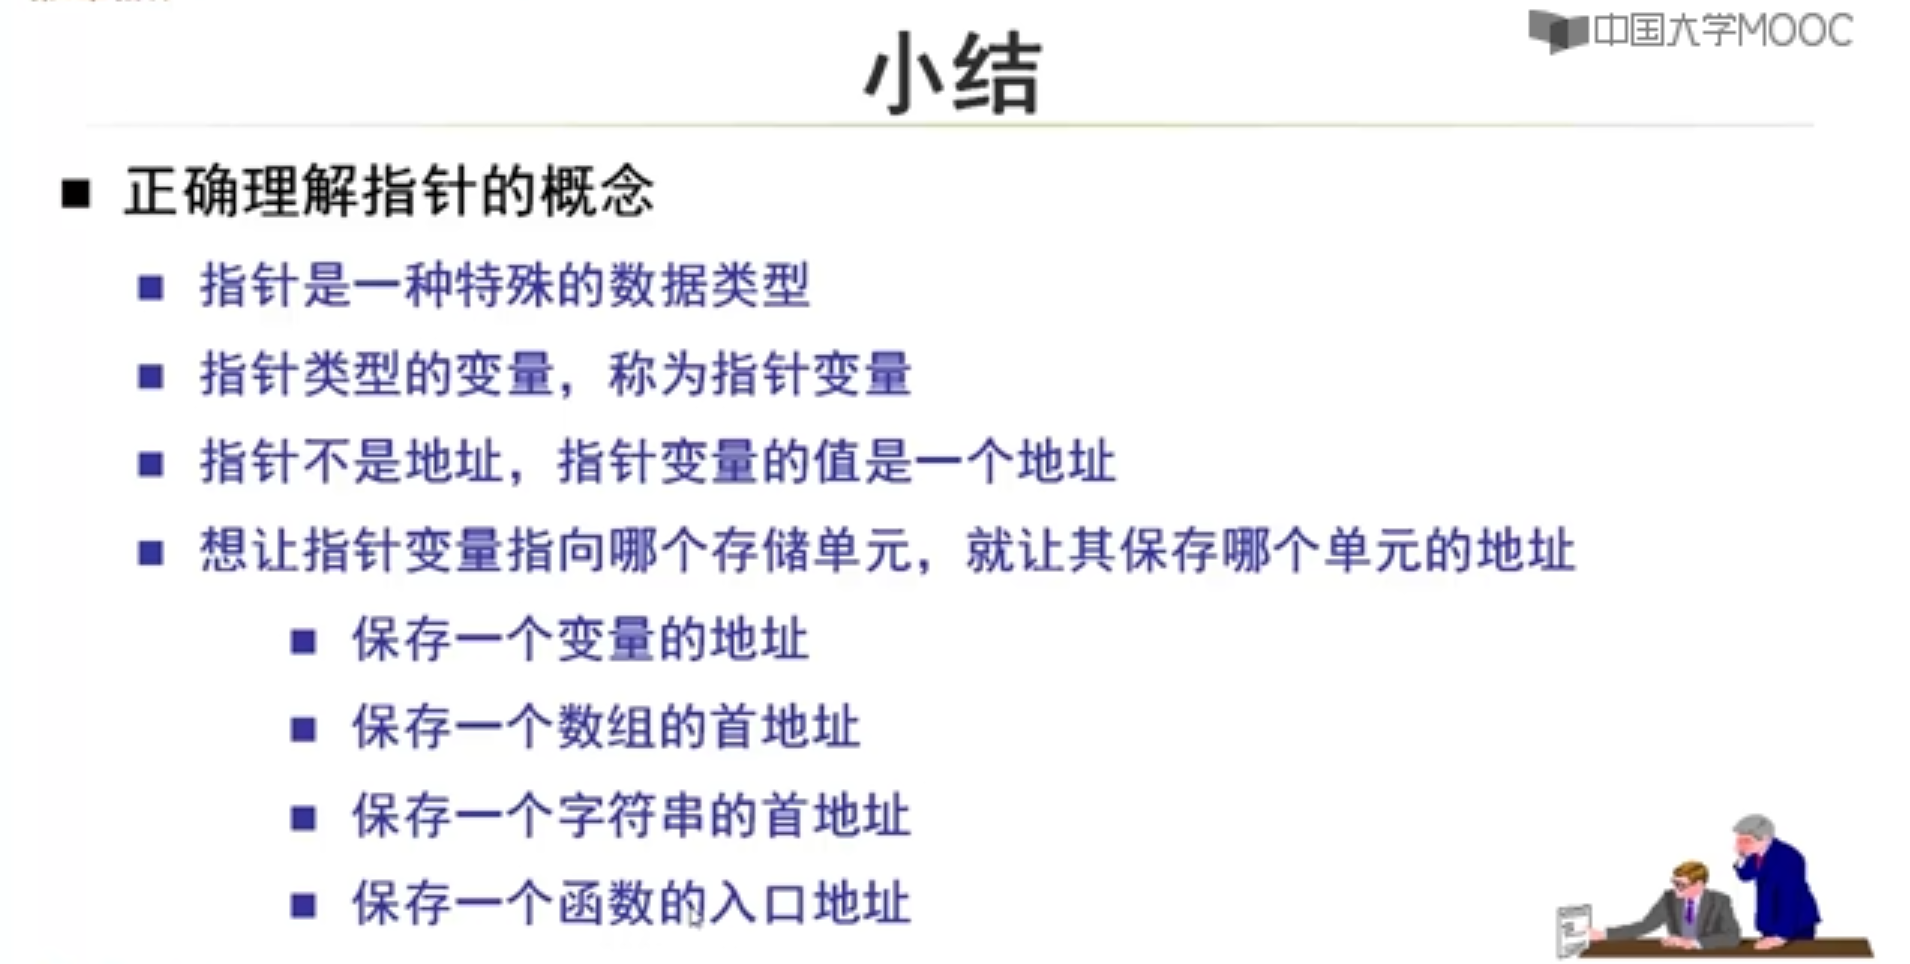 中国大学MOOC
小结
■ 正确理解指针的概念
■ 指针是一种特殊的数据类型
■ 指针类型的变量，称为指针变量
■ 指针不是地址，指针变量的值是一个地址
■ 想让指针变量指向哪个存储单元，就让其保存哪个单元的地址
■ 保存一个变量的地址
■ 保存一个数组的首地址
■ 保存一个字符串的首地址
■ 保存一个函数的入口地址